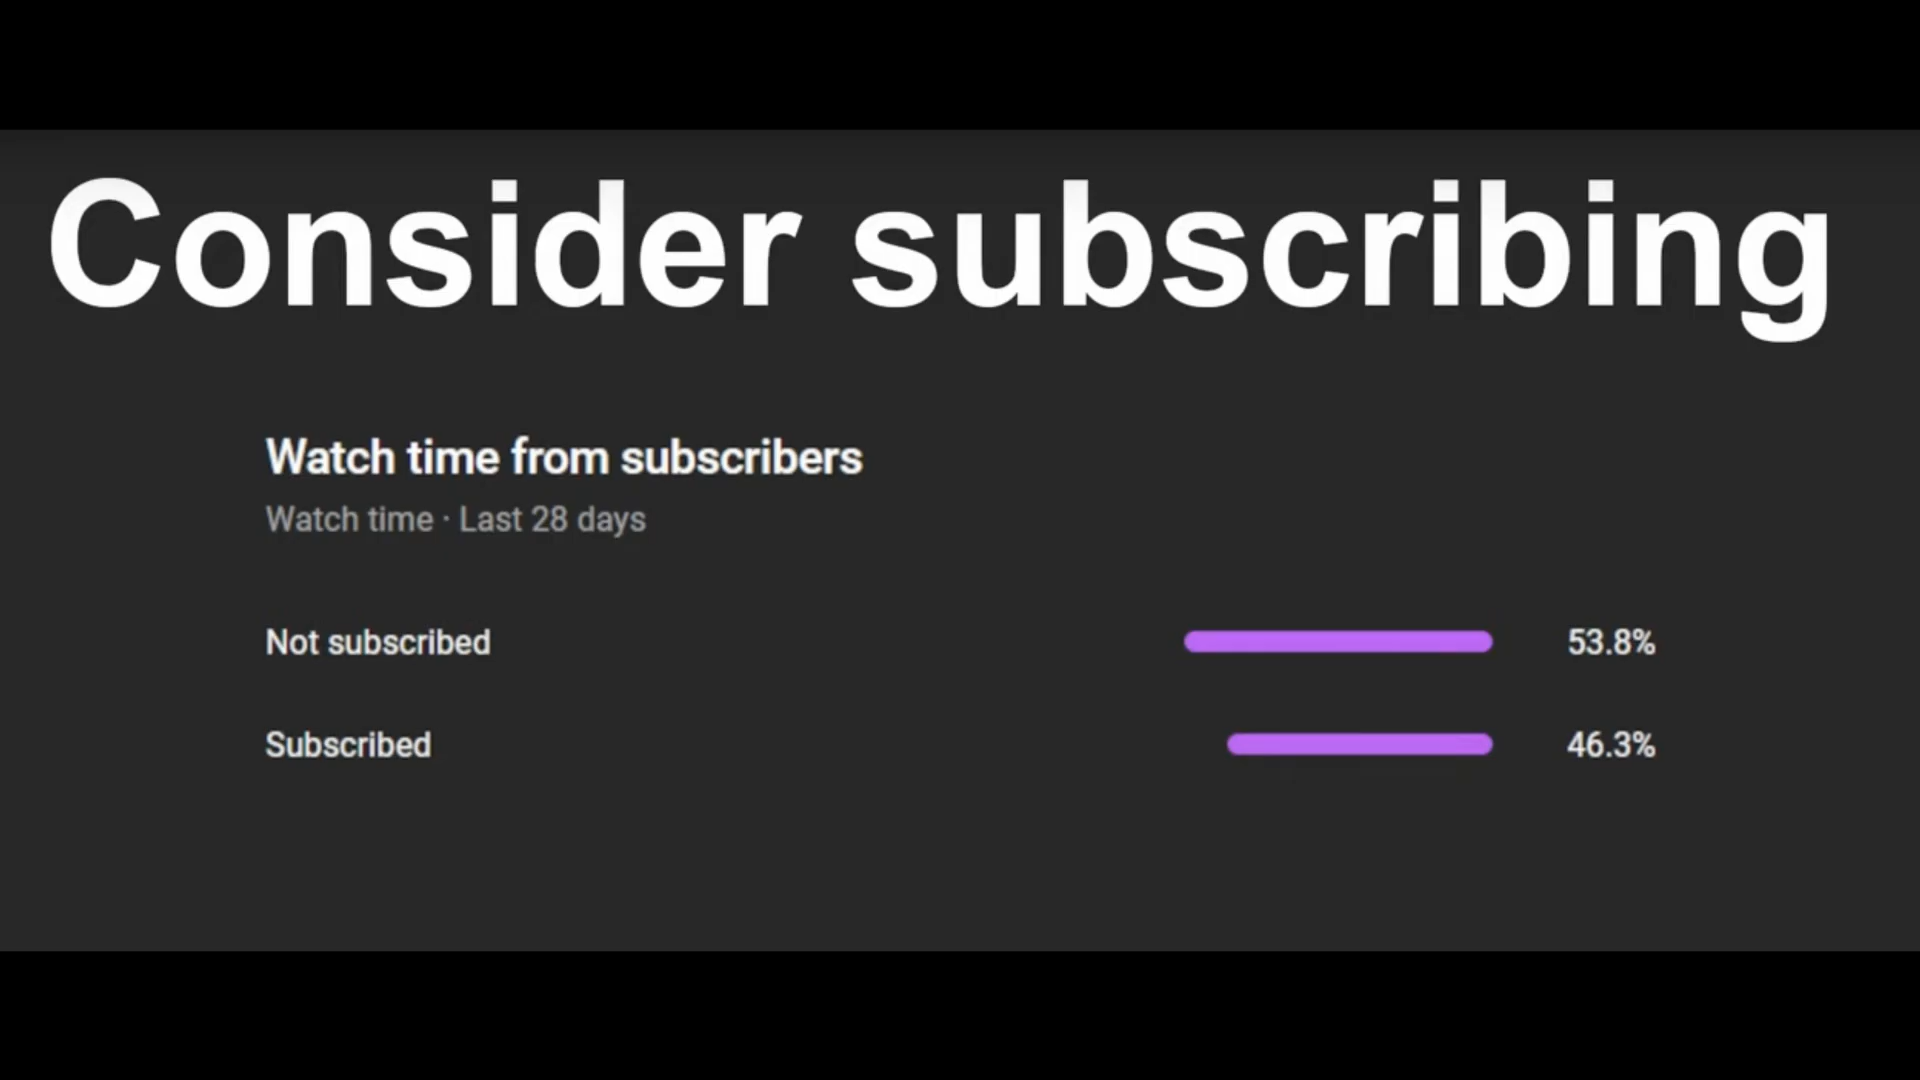 Consider subscribing
Watch time from subscribers
Watch time · Last 28 days
Not subscribed 53.8%
Subscribed 46.3%